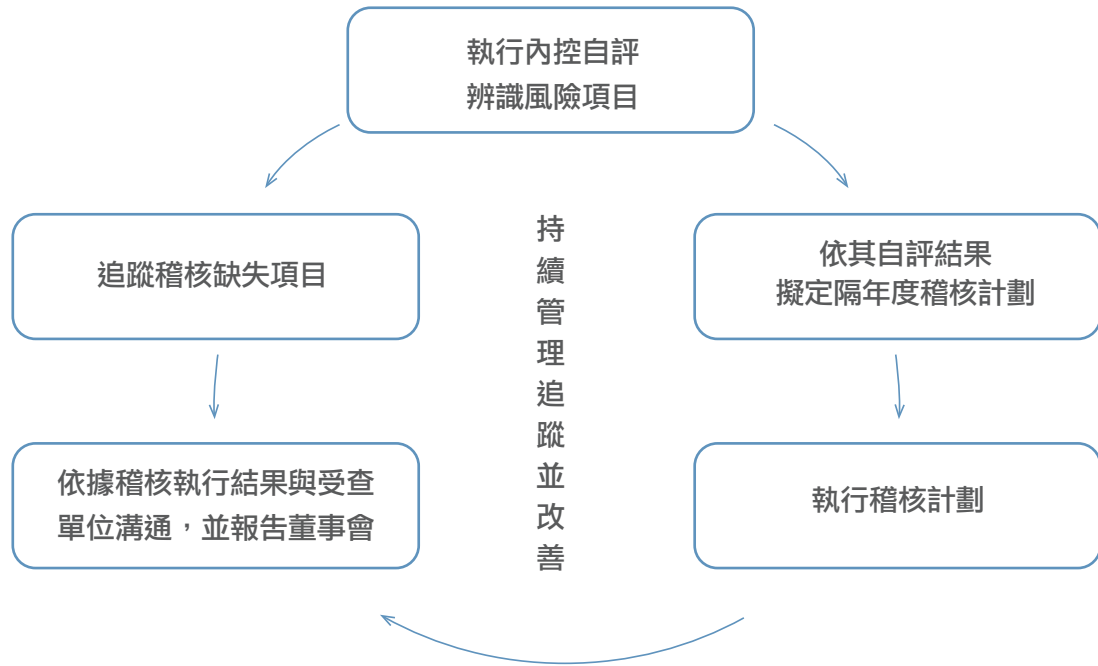 執行內控自評
辨識風險項目
追蹤稽核缺失項目
持續管理追蹤並改善
依其自評結果
擬定隔年度稽核計劃
依據稽核執行結果與受查
單位溝通，並報告董事會
執行稽核計劃